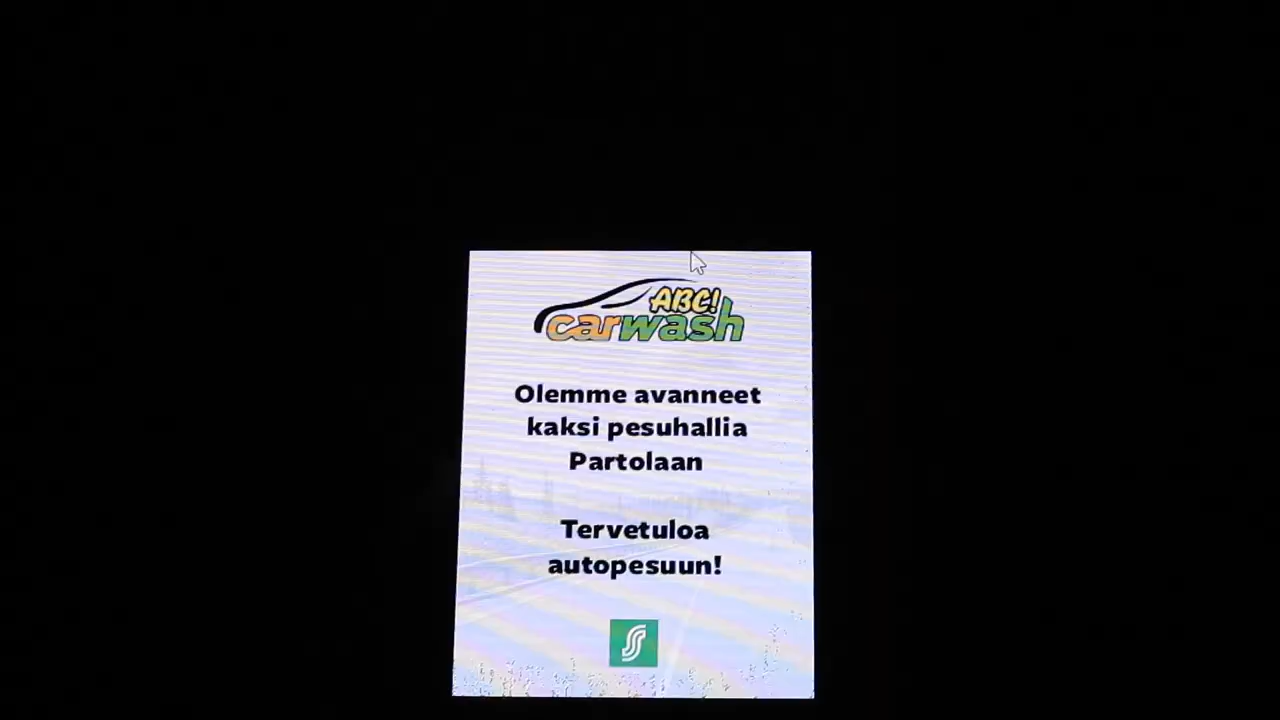 ABC!
carwash
Olemme avanneet
kaksi pesuhallia
Partolaan
Tervetuloa
autopesuun!